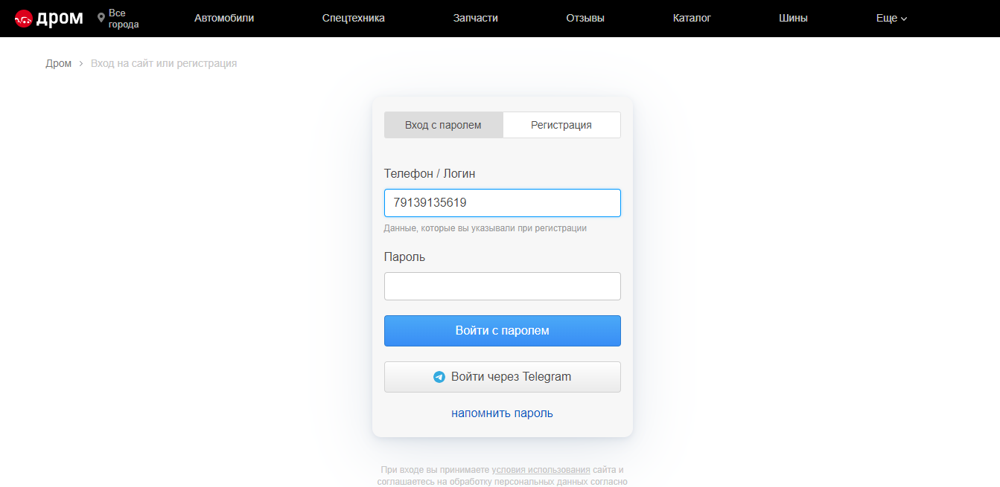 дром
Все
города
Автомобили
Спецтехника
Запчасти
Отзывы
Каталог
Шины
Еще
Дром > Вход на сайт или регистрация
Вход с паролем
Регистрация
Телефон / Логин
79139135619
Данные, которые вы указывали при регистрации
Пароль
Войти с паролем
Войти через Telegram
напомнить пароль
При входе вы принимаете условия использования сайта и
соглашаетесь на обработку персональных данных согласно